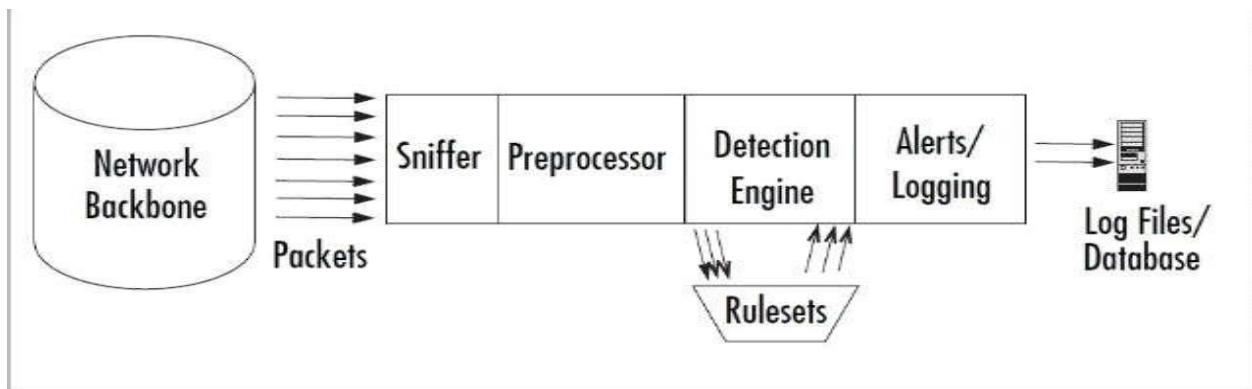 Network
Backbone
Packets
Sniffer
Preprocessor
Detection
Engine
Alerts/
Logging
Rulesets
Log Files/
Database